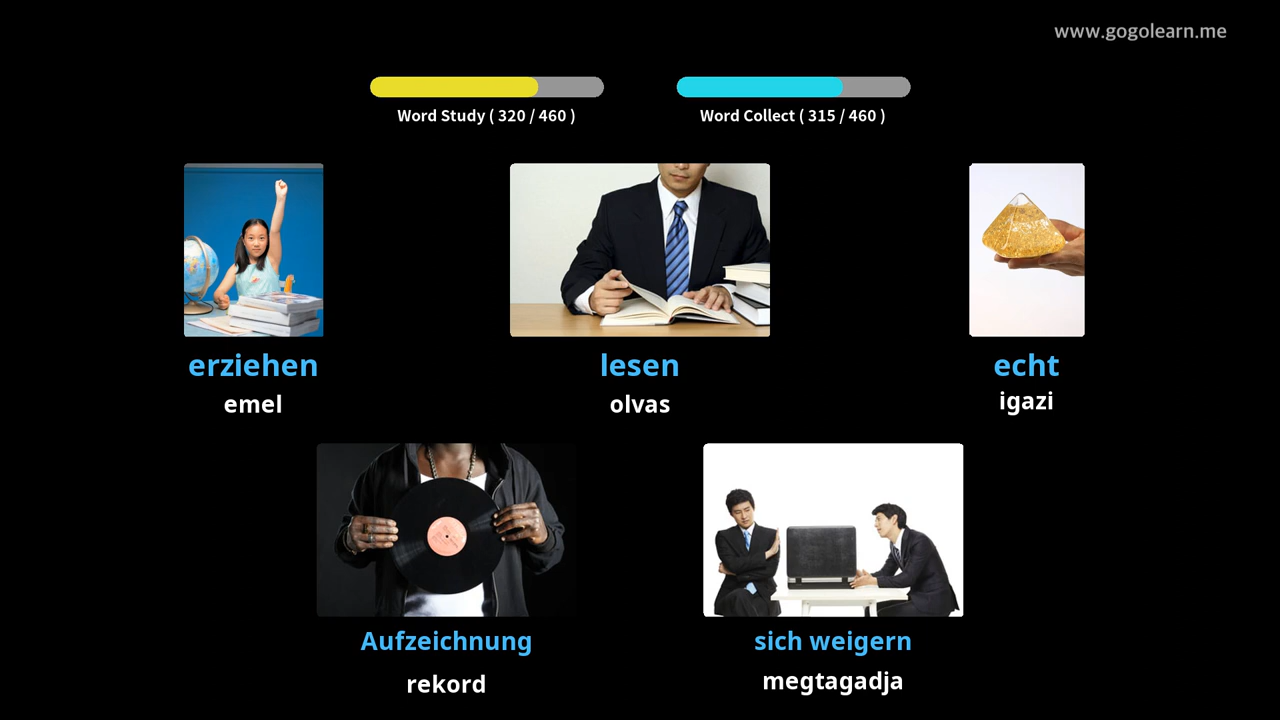 www.gogolearn.me
Word Study ( 320 / 460 )
Word Collect ( 315 / 460 )
erziehen
emel
lesen
olvas
echt
igazi
Aufzeichnung
rekord
sich weigern
megtagadja